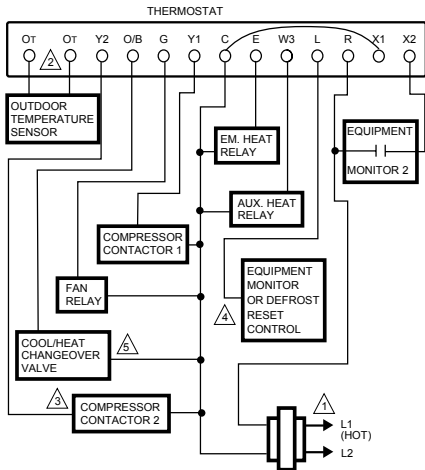 THERMOSTAT
OT OT Y2 O/B G Y1 C E W3 L R X1 X2
2
OUTDOOR
TEMPERATURE
SENSOR
EM. HEAT
RELAY
EQUIPMENT
MONITOR 2
AUX. HEAT
RELAY
COMPRESSOR
CONTACTOR 1
EQUIPMENT
MONITOR
OR DEFROST
RESET
CONTROL
4
FAN
RELAY
COOL/HEAT
CHANGEOVER
VALVE
5
3
COMPRESSOR
CONTACTOR 2
1
L1
(HOT)
L2